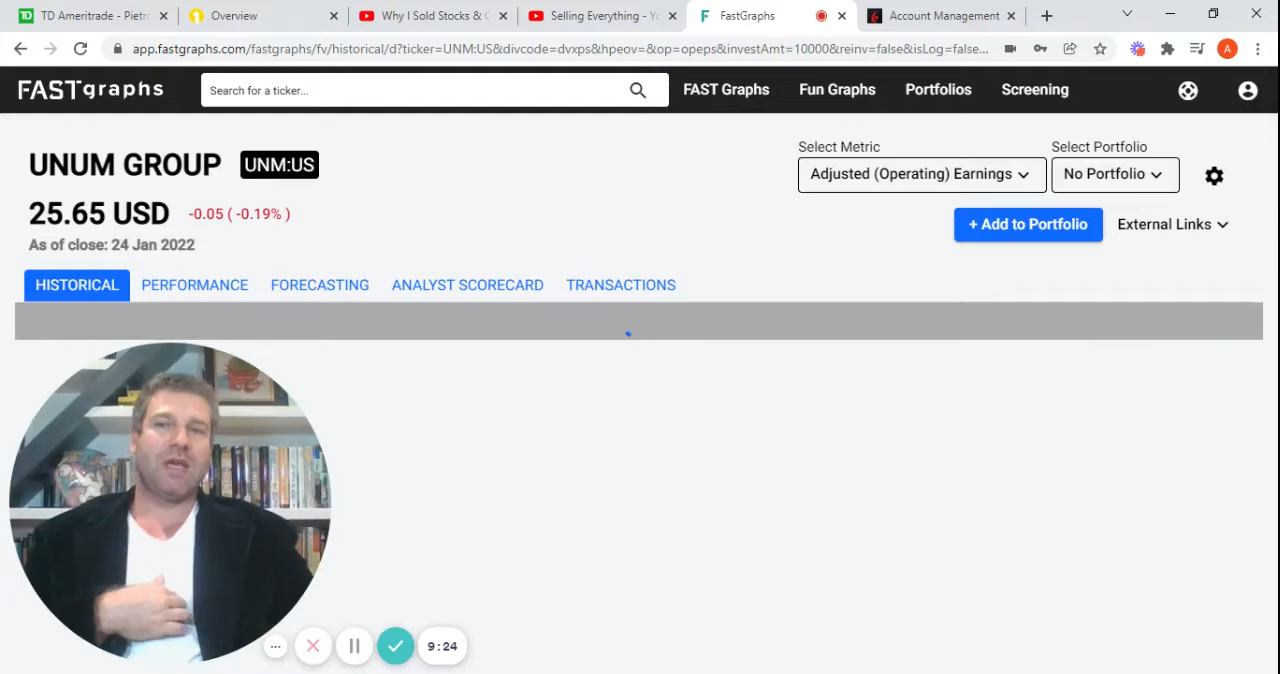 TD Ameritrade - Pietro
Overview
Why I Sold Stocks & C
Selling Everything - Yo
FastGraphs
Account Management
app.fastgraphs.com/fastgraphs/fv/historical/d?ticker=UNM:US&divcode=dvxps&hpeov=&op=opeps&investAmt=10000&reinv=false&isLog=false...
A
FASTgraphs
Search for a ticker...
FAST Graphs
Fun Graphs
Portfolios
Screening
UNUM GROUP UNM:US
Select Metric
Select Portfolio
Adjusted (Operating) Earnings
No Portfolio
25.65 USD -0.05 ( -0.19% )
+ Add to Portfolio
External Links
As of close: 24 Jan 2022
HISTORICAL
PERFORMANCE
FORECASTING
ANALYST SCORECARD
TRANSACTIONS
9:24